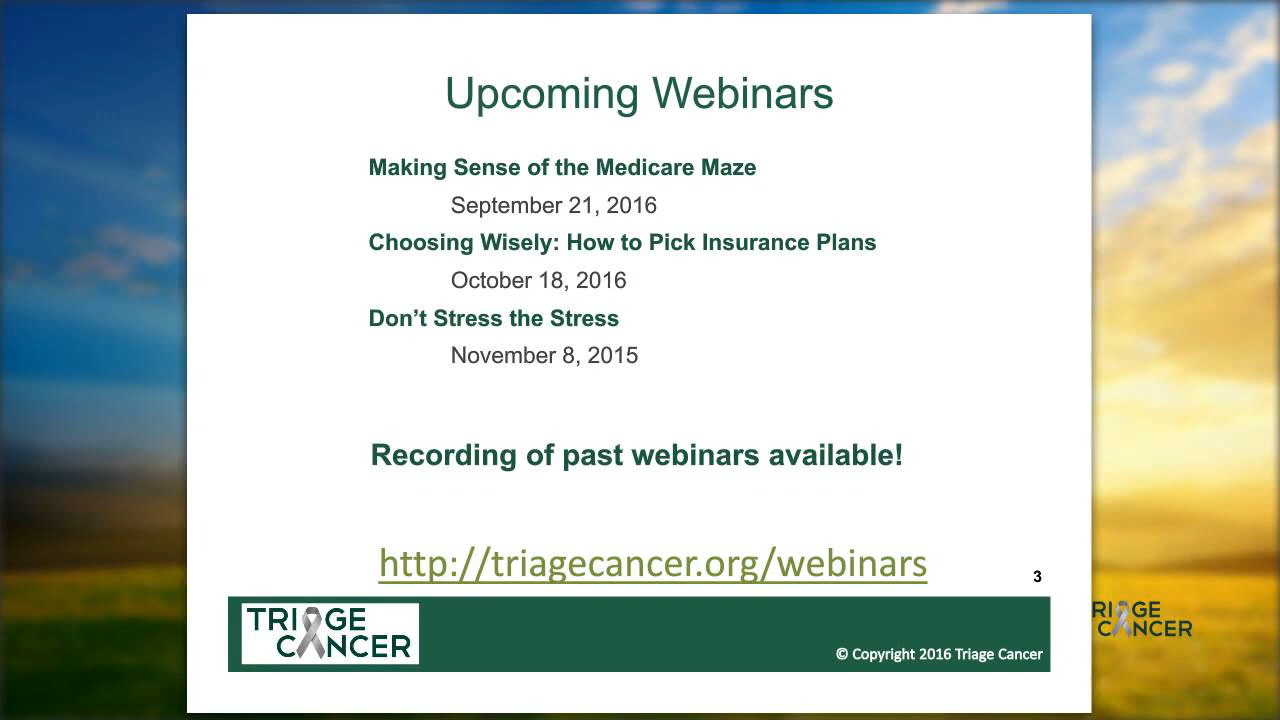 Upcoming Webinars
Making Sense of the Medicare Maze
September 21, 2016
Choosing Wisely: How to Pick Insurance Plans
October 18, 2016
Don’t Stress the Stress
November 8, 2015
Recording of past webinars available!
http://triagecancer.org/webinars
3
TRIAGE
CANCER
© Copyright 2016 Triage Cancer
RIAGE
CANCER